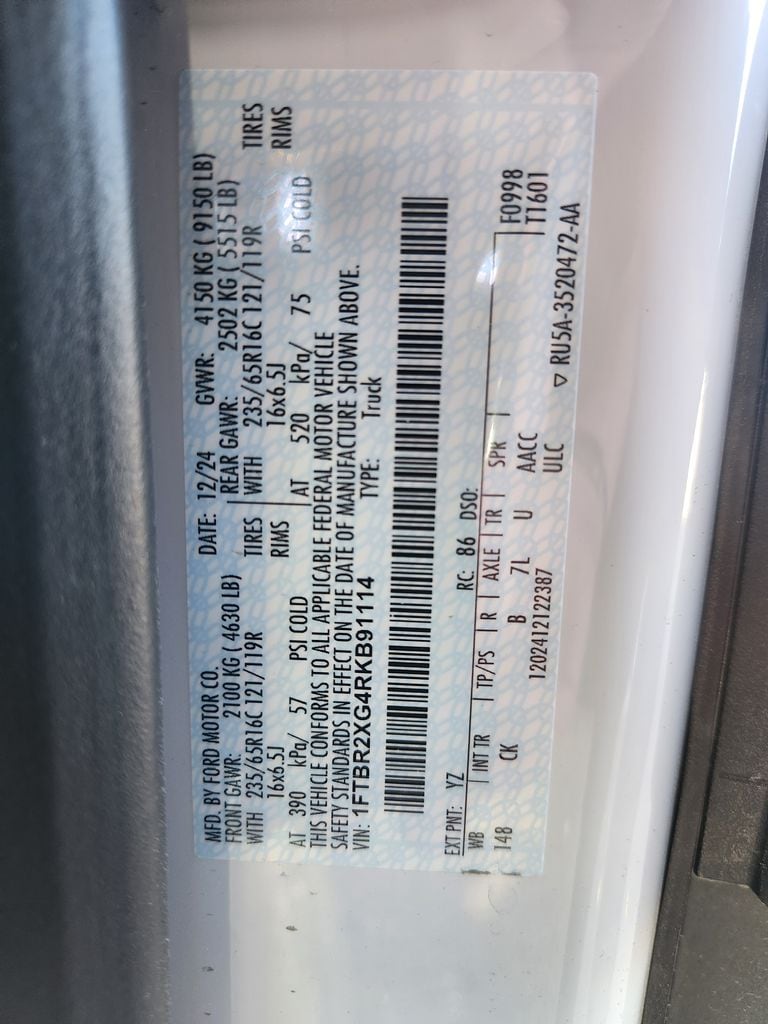 MFD. BY FORD MOTOR CO. DATE: 12/24 GVWR: 4150 KG ( 9150 LB)
FRONT GAWR: 2100 KG ( 4630 LB) REAR GAWR: 2502 KG ( 5515 LB)
WITH 235/65R16C 121/119R TIRES WITH 235/65R16C 121/119R TIRES
16x6.5J RIMS 16x6.5J RIMS
AT 390 kPa/ 57 PSI COLD AT 520 kPa/ 75 PSI COLD
THIS VEHICLE CONFORMS TO ALL APPLICABLE FEDERAL MOTOR VEHICLE
SAFETY STANDARDS IN EFFECT ON THE DATE OF MANUFACTURE SHOWN ABOVE.
VIN: 1FTBR2XG4RKB91114 TYPE: Truck
EXT PNT: YZ RC: 86 DSO:
WB INT TR TP/PS R AXLE TR SPR F0998
148 CK B 7L U AACC T1601
1202412122387 ULC ▽ RU5A-3520472-AA